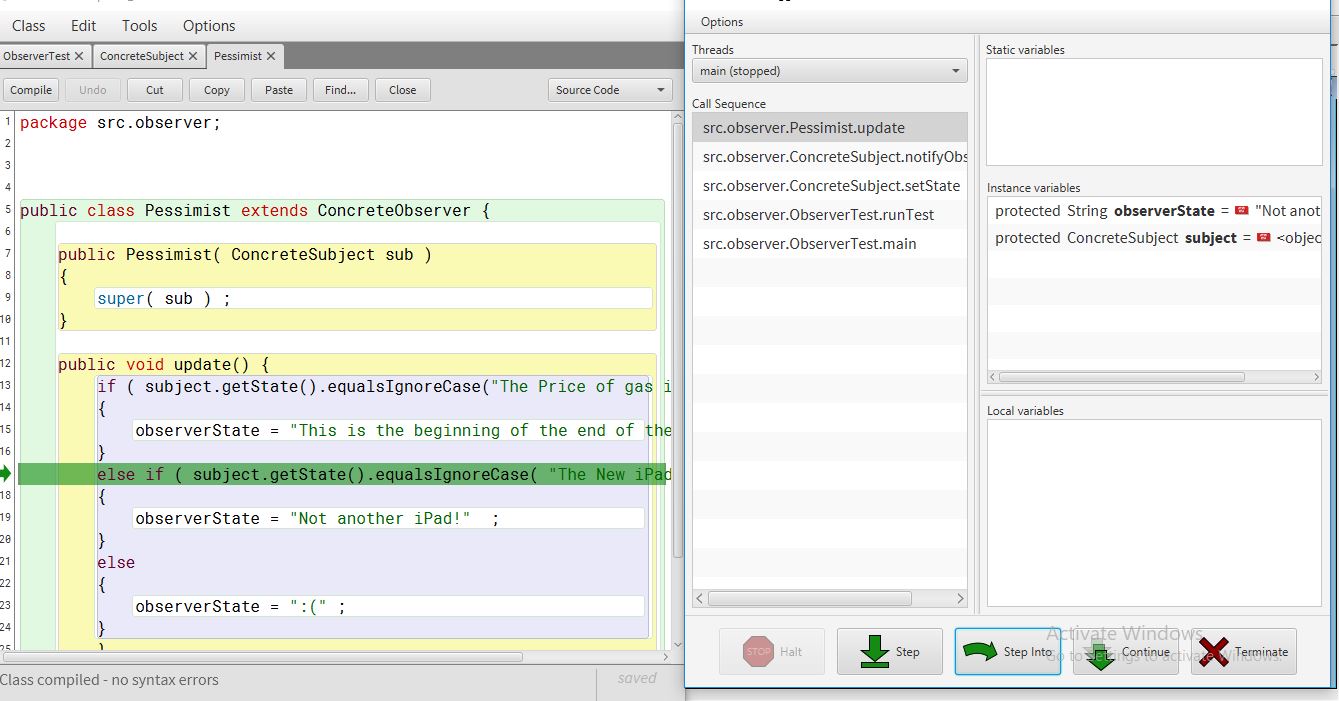 Class Edit Tools Options
ObserverTest ✕ ConcreteSubject ✕ Pessimist ✕
Compile Undo Cut Copy Paste Find... Close Source Code
1 package src.observer;
2
3
4
5 public class Pessimist extends ConcreteObserver {
6
7 public Pessimist( ConcreteSubject sub )
8 {
9 super( sub ) ;
10 }
11
12 public void update() {
13 if ( subject.getState().equalsIgnoreCase("The Price of gas i
14 {
15 observerState = "This is the beginning of the end of the
16 }
else if ( subject.getState().equalsIgnoreCase( "The New iPad
18 {
19 observerState = "Not another iPad!" ;
20 }
21 else
22 {
23 observerState = ":(" ;
24 }
25 }
Class compiled - no syntax errors
saved
Options
Threads
main (stopped)
Call Sequence
src.observer.Pessimist.update
src.observer.ConcreteSubject.notifyObs
src.observer.ConcreteSubject.setState
src.observer.ObserverTest.runTest
src.observer.ObserverTest.main
Static variables
Instance variables
protected String observerState = "Not anot
protected ConcreteSubject subject = <objec
Local variables
STOP Halt Step Step Into Continue Terminate
Activate Windows
Go to Settings to activate Windows.